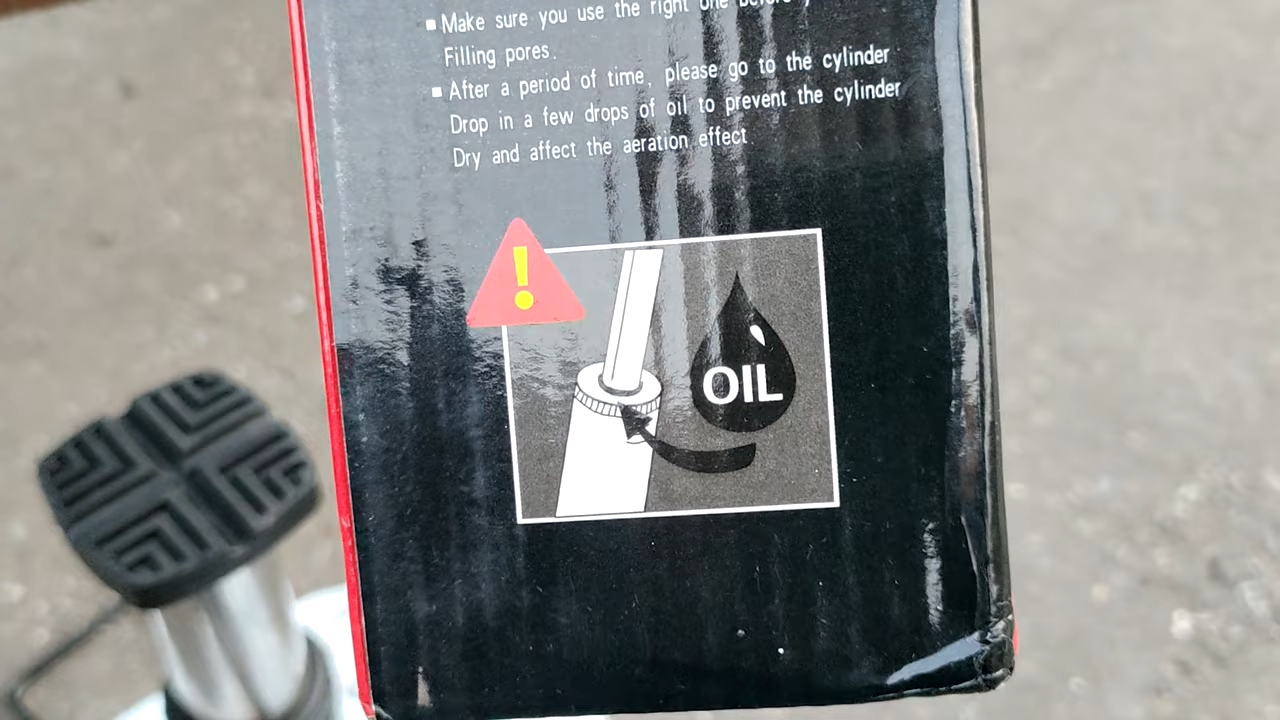 ▪ Make sure you use the right one before
Filling pores.
▪ After a period of time, please go to the cylinder
Drop in a few drops of oil to prevent the cylinder
Dry and affect the aeration effect
!
OIL